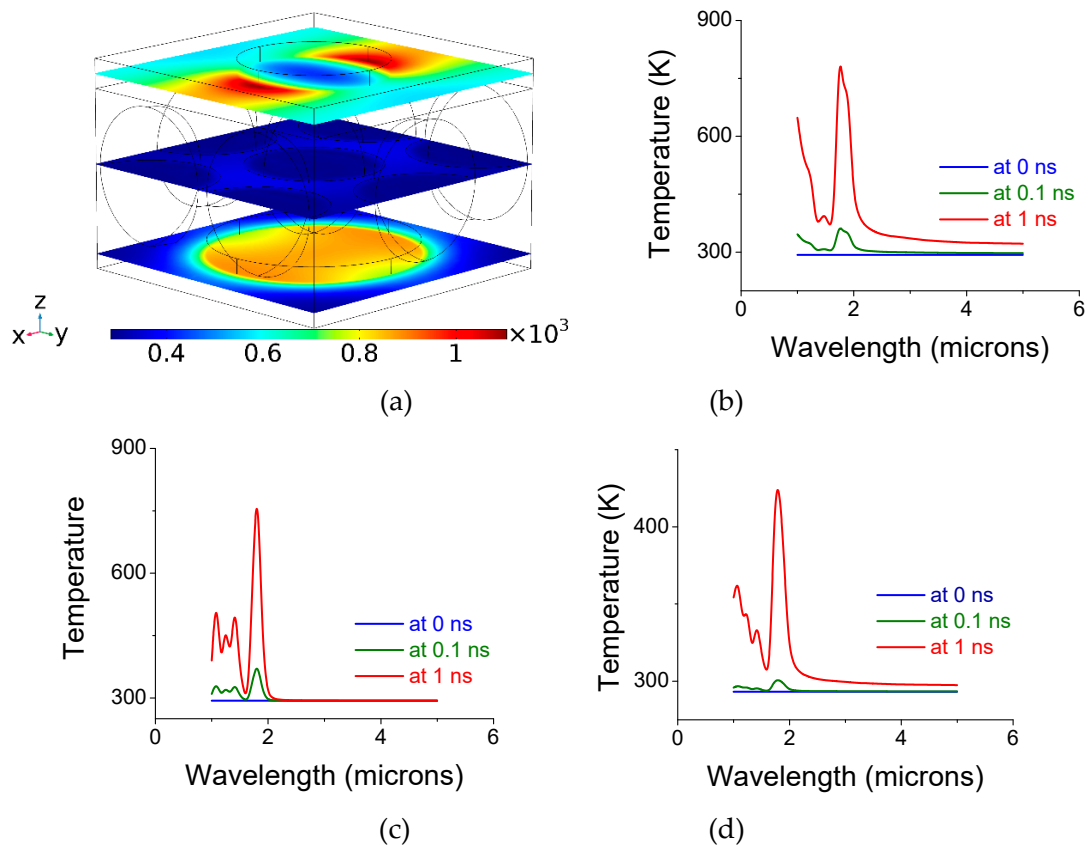 z
x y
0.4 0.6 0.8 1 ×10³
(a)
900
600
300
0 2 4 6
Temperature (K)
Wavelength (microns)
at 0 ns
at 0.1 ns
at 1 ns
(b)
900
600
300
0 2 4 6
Temperature
Wavelength (microns)
at 0 ns
at 0.1 ns
at 1 ns
(c)
400
300
0 2 4 6
Temperature (K)
Wavelength (microns)
at 0 ns
at 0.1 ns
at 1 ns
(d)